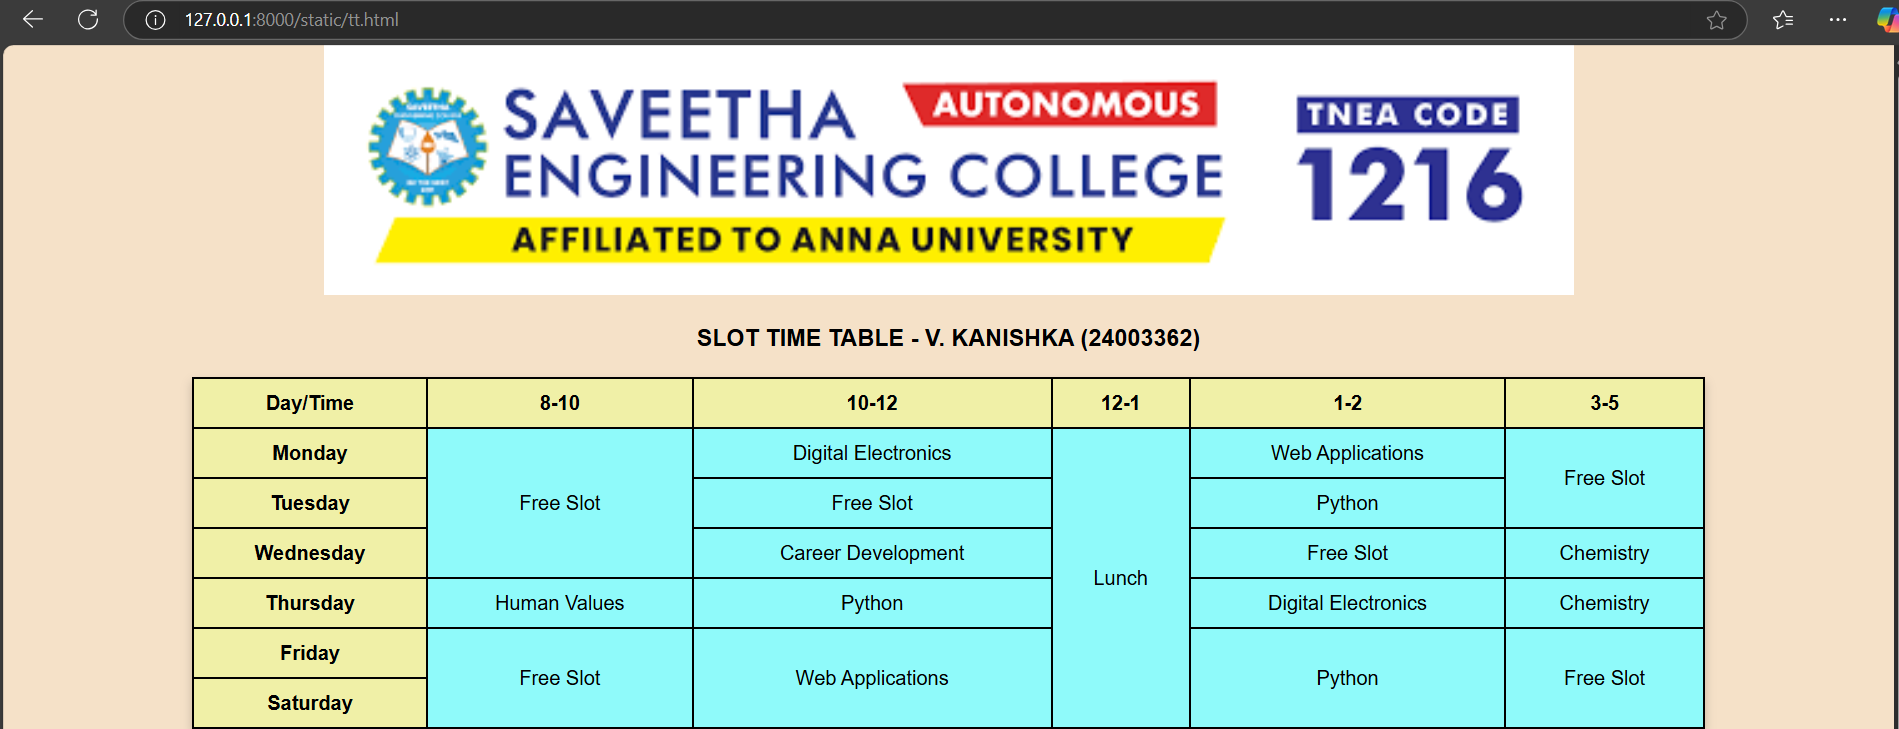 127.0.0.1:8000/static/tt.html
SAVEETHA
ENGINEERING COLLEGE
AUTONOMOUS
AFFILIATED TO ANNA UNIVERSITY
TNEA CODE
1216
SLOT TIME TABLE - V. KANISHKA (24003362)
Day/Time 8-10 10-12 12-1 1-2 3-5
Monday Free Slot Digital Electronics Lunch Web Applications Free Slot
Tuesday Free Slot Python
Wednesday Career Development Free Slot Chemistry
Thursday Human Values Python Digital Electronics Chemistry
Friday Free Slot Web Applications Python Free Slot
Saturday